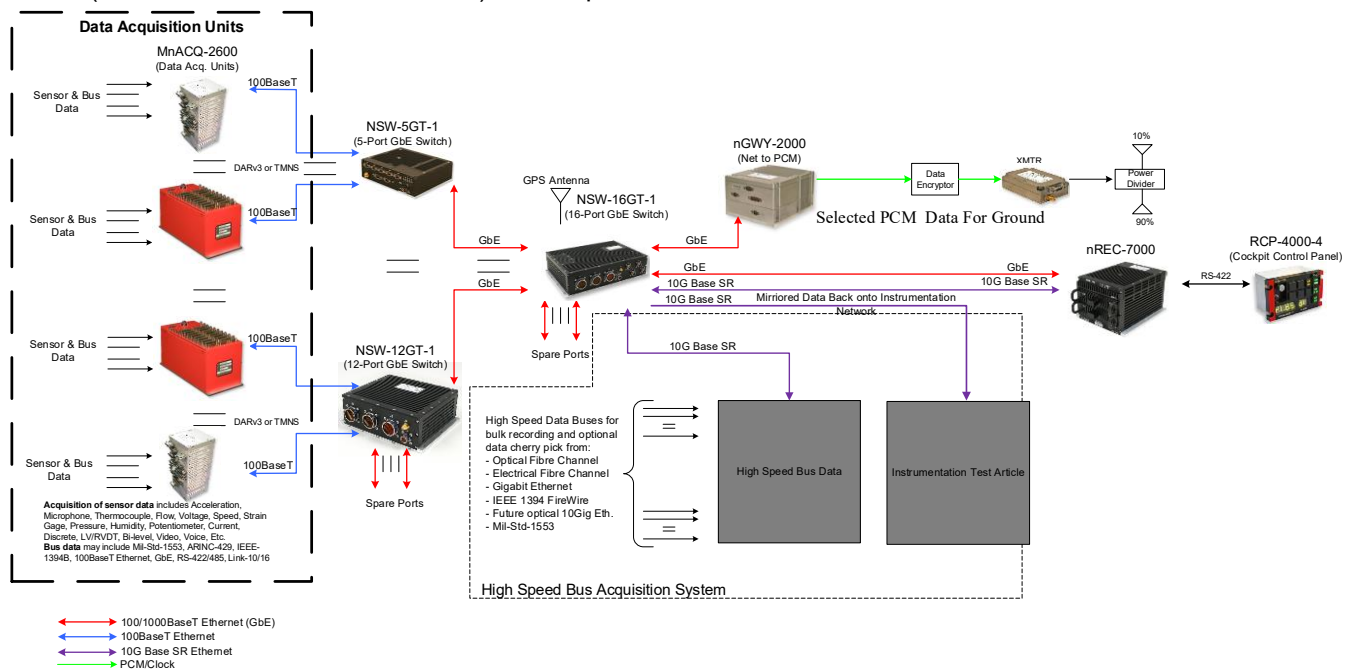 Data Acquisition Units
MnACQ-2600
(Data Acq. Units)
100BaseT
Sensor & Bus
Data
DARv3 or TMNS
Sensor & Bus
Data
100BaseT
Sensor & Bus
Data
100BaseT
DARv3 or TMNS
Sensor & Bus
Data
100BaseT
Acquisition of sensor data includes Acceleration,
Microphone, Thermocouple, Flow, Voltage, Speed, Strain
Gage, Pressure, Humidity, Potentiometer, Current,
Discrete, LV/RVDT, Bi-level, Video, Voice, Etc.
Bus data may include Mil-Std-1553, ARINC-429, IEEE-
1394B, 100BaseT Ethernet, GbE, RS-422/485, Link-10/16
NSW-5GT-1
(5-Port GbE Switch)
GbE
GbE
NSW-12GT-1
(12-Port GbE Switch)
Spare Ports
GPS Antenna
NSW-16GT-1
(16-Port GbE Switch)
Spare Ports
GbE
nGWY-2000
(Net to PCM)
Data
Encryptor
XMTR
10%
Power
Divider
90%
Selected PCM Data For Ground
GbE
GbE
10G Base SR
10G Base SR
10G Base SR
Mirriored Data Back onto Instrumentation
Network
nREC-7000
RS-422
RCP-4000-4
(Cockpit Control Panel)
10G Base SR
High Speed Data Buses for
bulk recording and optional
data cherry pick from:
- Optical Fibre Channel
- Electrical Fibre Channel
- Gigabit Ethernet
- IEEE 1394 FireWire
- Future optical 10Gig Eth.
- Mil-Std-1553
High Speed Bus Data
Instrumentation Test Article
High Speed Bus Acquisition System
100/1000BaseT Ethernet (GbE)
100BaseT Ethernet
10G Base SR Ethernet
PCM/Clock